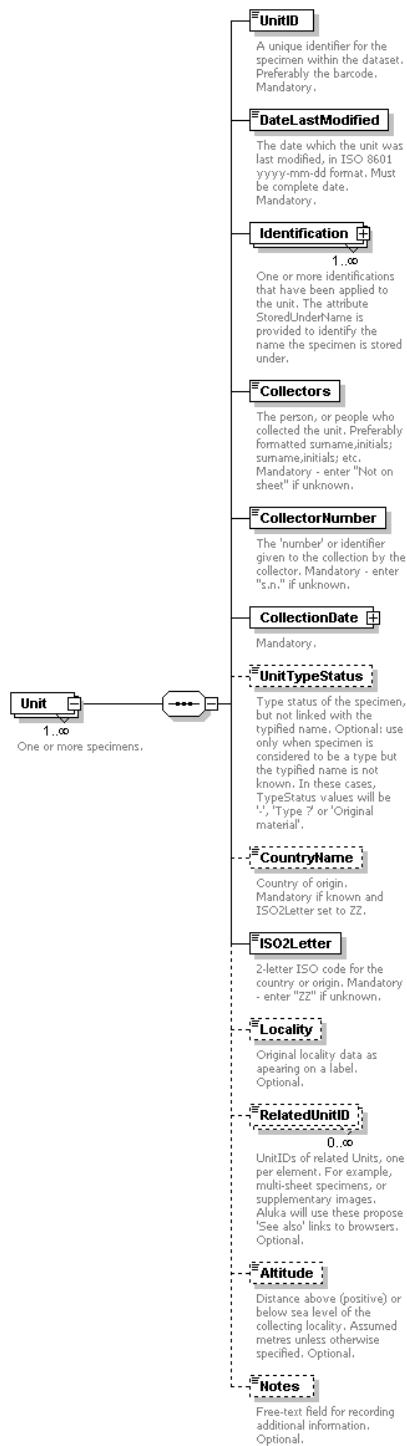 UnitID
A unique identifier for the
specimen within the dataset.
Preferably the barcode.
Mandatory.
DateLastModified
The date which the unit was
last modified, in ISO 8601
yyyy-mm-dd format. Must
be complete date.
Mandatory.
Identification
1..∞
One or more identifications
that have been applied to
the unit. The attribute
StoredUnderName is
provided to identify the
name the specimen is stored
under.
Collectors
The person, or people who
collected the unit. Preferably
formatted surname,initials;
surname,initials; etc.
Mandatory - enter "Not on
sheet" if unknown.
CollectorNumber
The 'number' or identifier
given to the collection by the
collector. Mandatory - enter
"s.n." if unknown.
CollectionDate
Mandatory.
UnitTypeStatus
Type status of the specimen,
but not linked with the
typified name. Optional: use
only when specimen is
considered to be a type but
the typified name is not
known. In these cases,
TypeStatus values will be
'-', 'Type ?' or 'Original
material'.
Unit
1..∞
One or more specimens.
CountryName
Country of origin.
Mandatory if known and
ISO2Letter set to ZZ.
ISO2Letter
2-letter ISO code for the
country or origin. Mandatory
- enter "ZZ" if unknown.
Locality
Original locality data as
apearing on a label.
Optional.
RelatedUnitID
0..∞
UnitIDs of related Units, one
per element. For example,
multi-sheet specimens, or
supplementary images.
Aluka will use these propose
'See also' links to browsers.
Optional.
Altitude
Distance above (positive) or
below sea level of the
collecting locality. Assumed
metres unless otherwise
specified. Optional.
Notes
Free-text field for recording
additional information.
Optional.